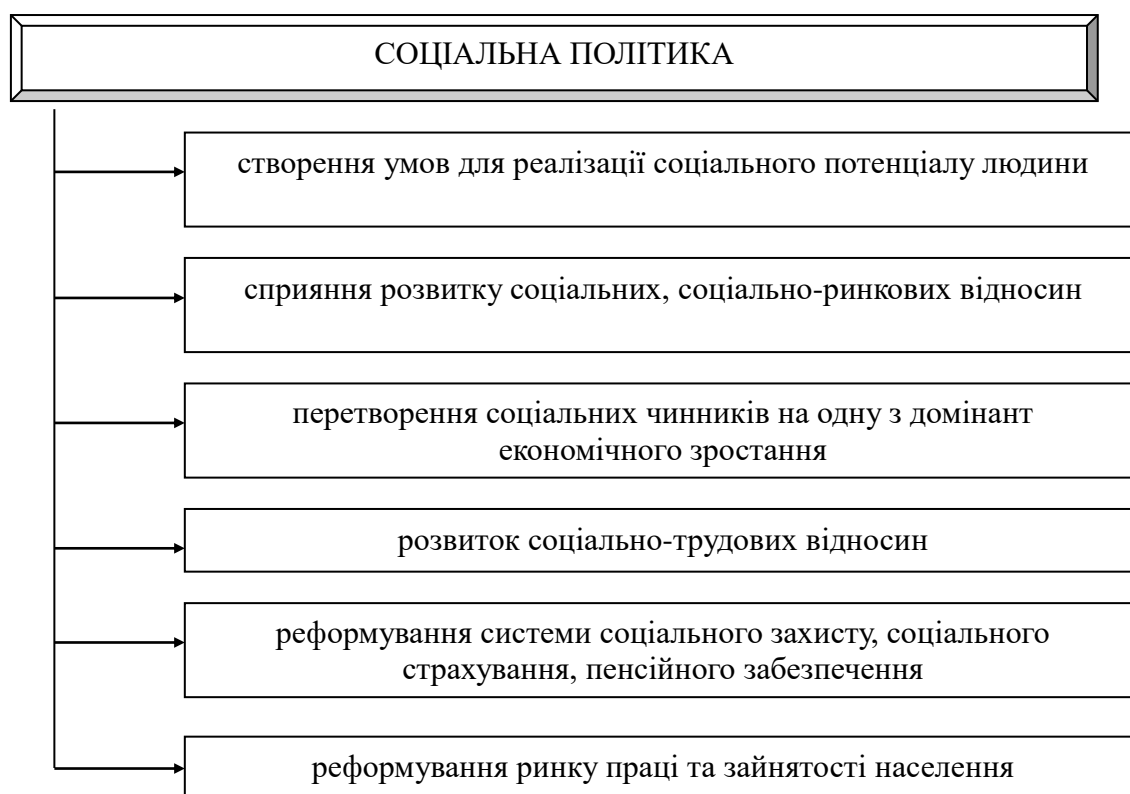 СОЦІАЛЬНА ПОЛІТИКА
створення умов для реалізації соціального потенціалу людини
сприяння розвитку соціальних, соціально-ринкових відносин
перетворення соціальних чинників на одну з домінант
економічного зростання
розвиток соціально-трудових відносин
реформування системи соціального захисту, соціального
страхування, пенсійного забезпечення
реформування ринку праці та зайнятості населення